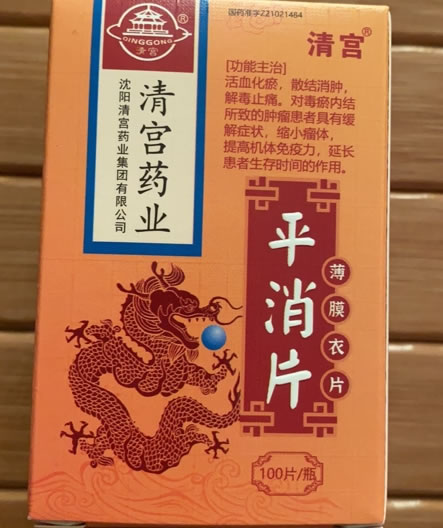 国药准字Z21021464
清宫®
QINGGONG
清宫
®
清宫药业
沈阳清宫药业集团有限公司
[功能主治]
活血化瘀，散结消肿，
解毒止痛。对毒瘀内结
所致的肿瘤患者具有缓
解症状，缩小瘤体，
提高机体免疫力，延长
患者生存时间的作用。
平消片
薄膜衣片
100片/瓶